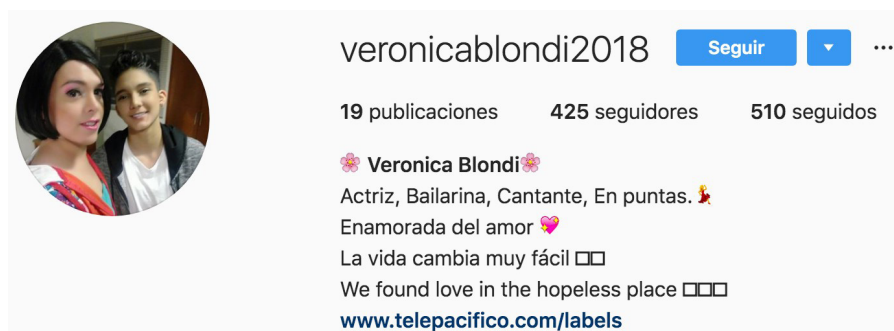 veronicablondi2018 Seguir ...
19 publicaciones 425 seguidores 510 seguidos
🌸 Veronica Blondi🌸
Actriz, Bailarina, Cantante, En puntas.💃
Enamorada del amor 💖
La vida cambia muy fácil □□
We found love in the hopeless place □□□
www.telepacifico.com/labels